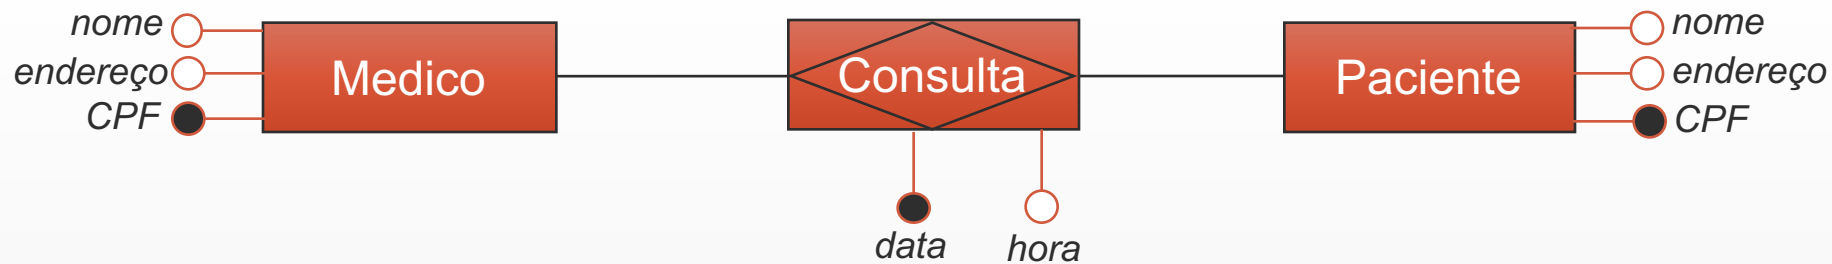 nome
endereço
CPF
Medico
Consulta
data
hora
Paciente
nome
endereço
CPF